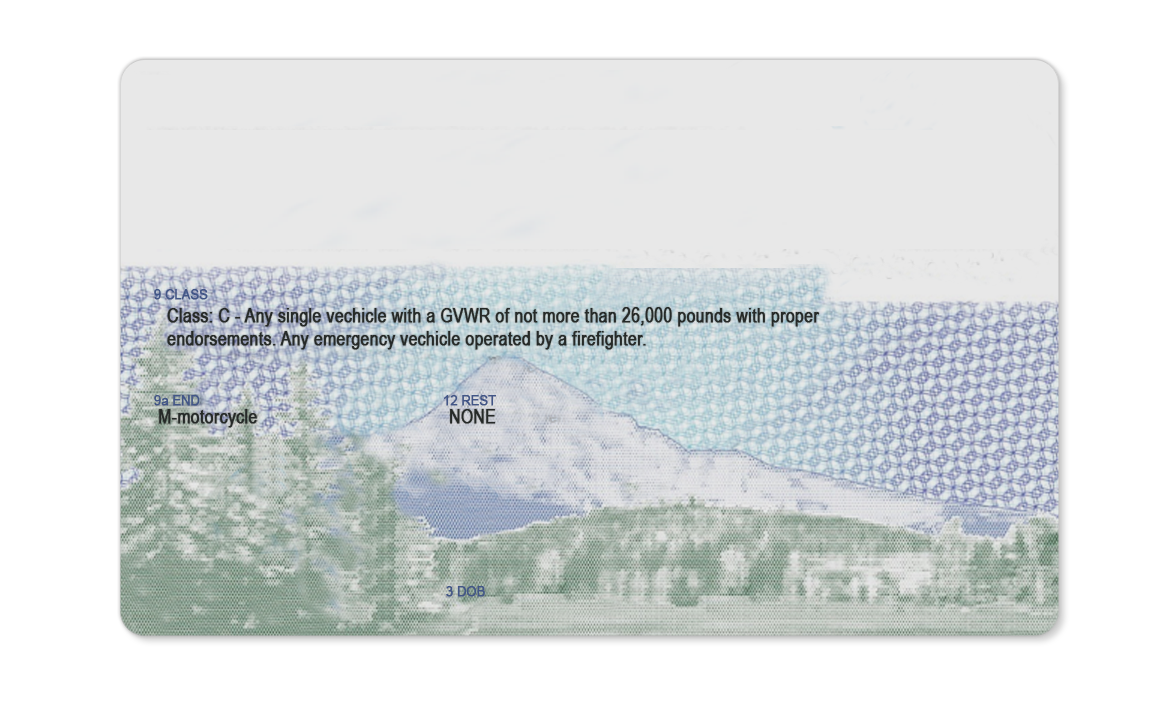 9 CLASS
Class: C - Any single vechicle with a GVWR of not more than 26,000 pounds with proper
endorsements. Any emergency vechicle operated by a firefighter.
9a END 12 REST
M-motorcycle NONE
3 DOB